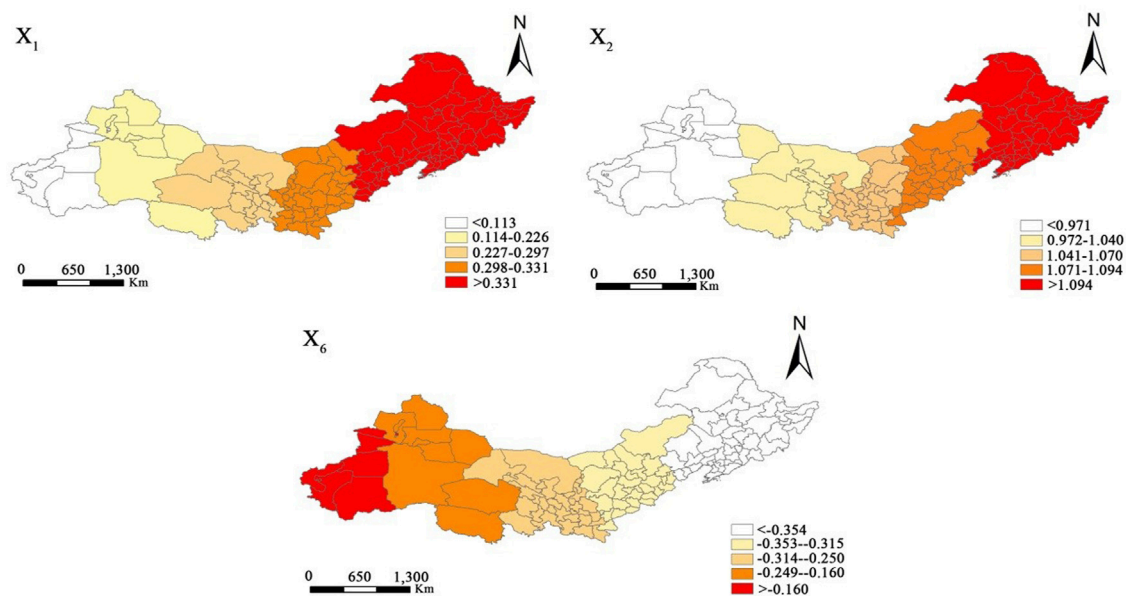 X1
N
<0.113
0.114-0.226
0.227-0.297
0.298-0.331
>0.331
0 650 1,300
Km
X2
N
<0.971
0.972-1.040
1.041-1.070
1.071-1.094
>1.094
0 650 1,300
Km
X6
N
<-0.354
-0.353--0.315
-0.314--0.250
-0.249--0.160
>-0.160
0 650 1,300
Km